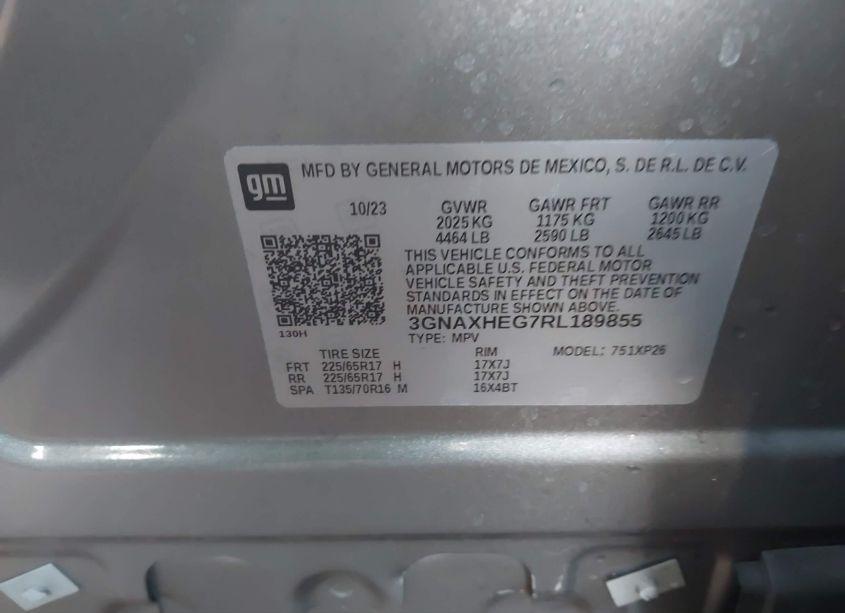 gm
MFD BY GENERAL MOTORS DE MEXICO, S. DE R.L. DE C.V.
10/23 GVWR GAWR FRT GAWR RR
2025 KG 1175 KG 1200 KG
4464 LB 2590 LB 2645 LB
THIS VEHICLE CONFORMS TO ALL
APPLICABLE U.S. FEDERAL MOTOR
VEHICLE SAFETY AND THEFT PREVENTION
STANDARDS IN EFFECT ON THE DATE OF
MANUFACTURE SHOWN ABOVE.
3GNAXHEG7RL189855
130H
TYPE: MPV
TIRE SIZE RIM MODEL: 751XP26
FRT 225/65R17 H 17X7J
RR 225/65R17 H 17X7J
SPA T135/70R16 M 16X4BT